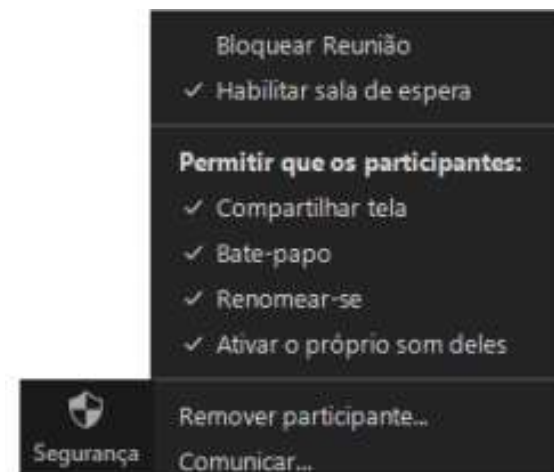 Bloquear Reunião
Habilitar sala de espera
Permitir que os participantes:
Compartilhar tela
Bate-papo
Renomear-se
Ativar o próprio som deles
Remover participante...
Segurança
Comunicar...